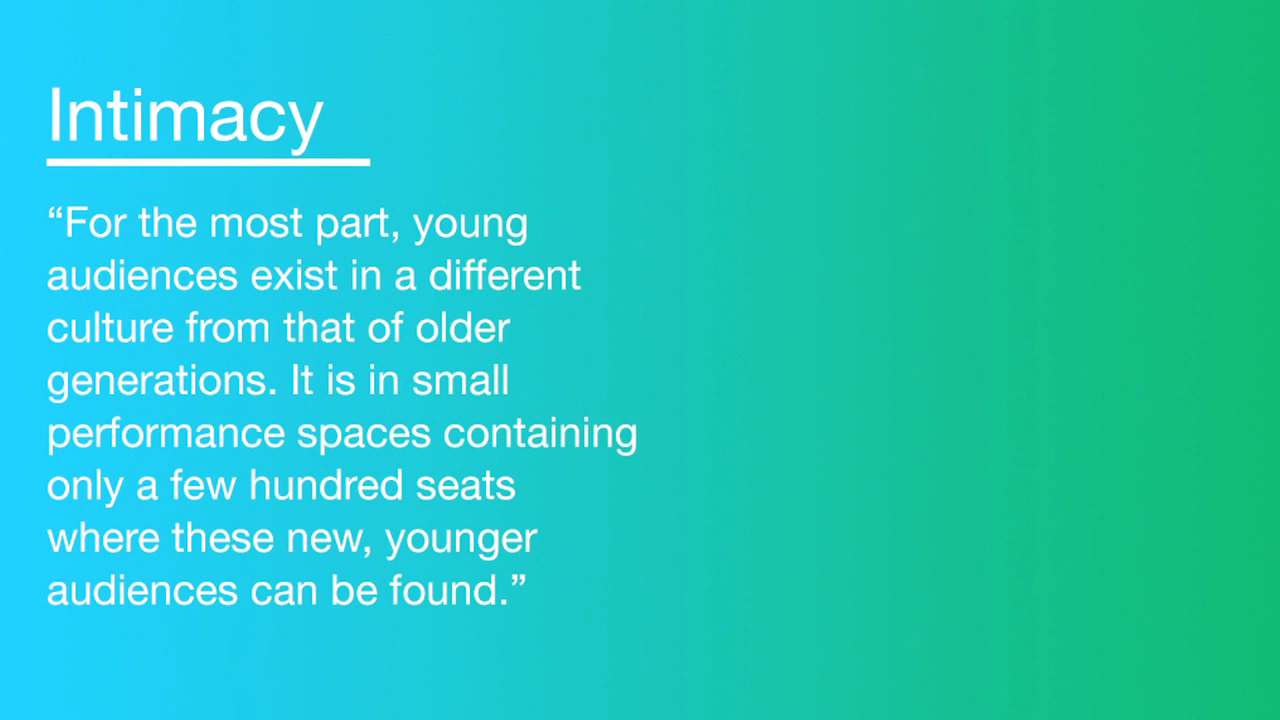 Intimacy
“For the most part, young
audiences exist in a different
culture from that of older
generations. It is in small
performance spaces containing
only a few hundred seats
where these new, younger
audiences can be found.”